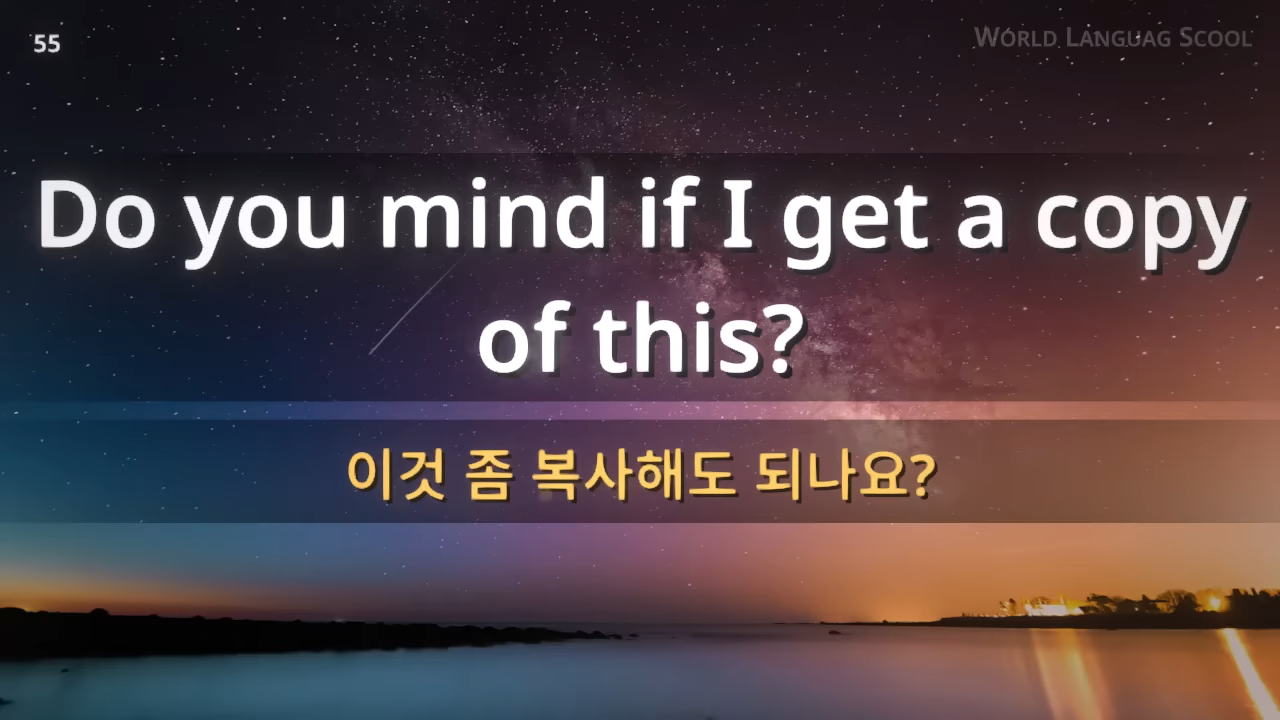 55
WORLD LANGUAG SCOOL
Do you mind if I get a copy
of this?
이것 좀 복사해도 되나요?